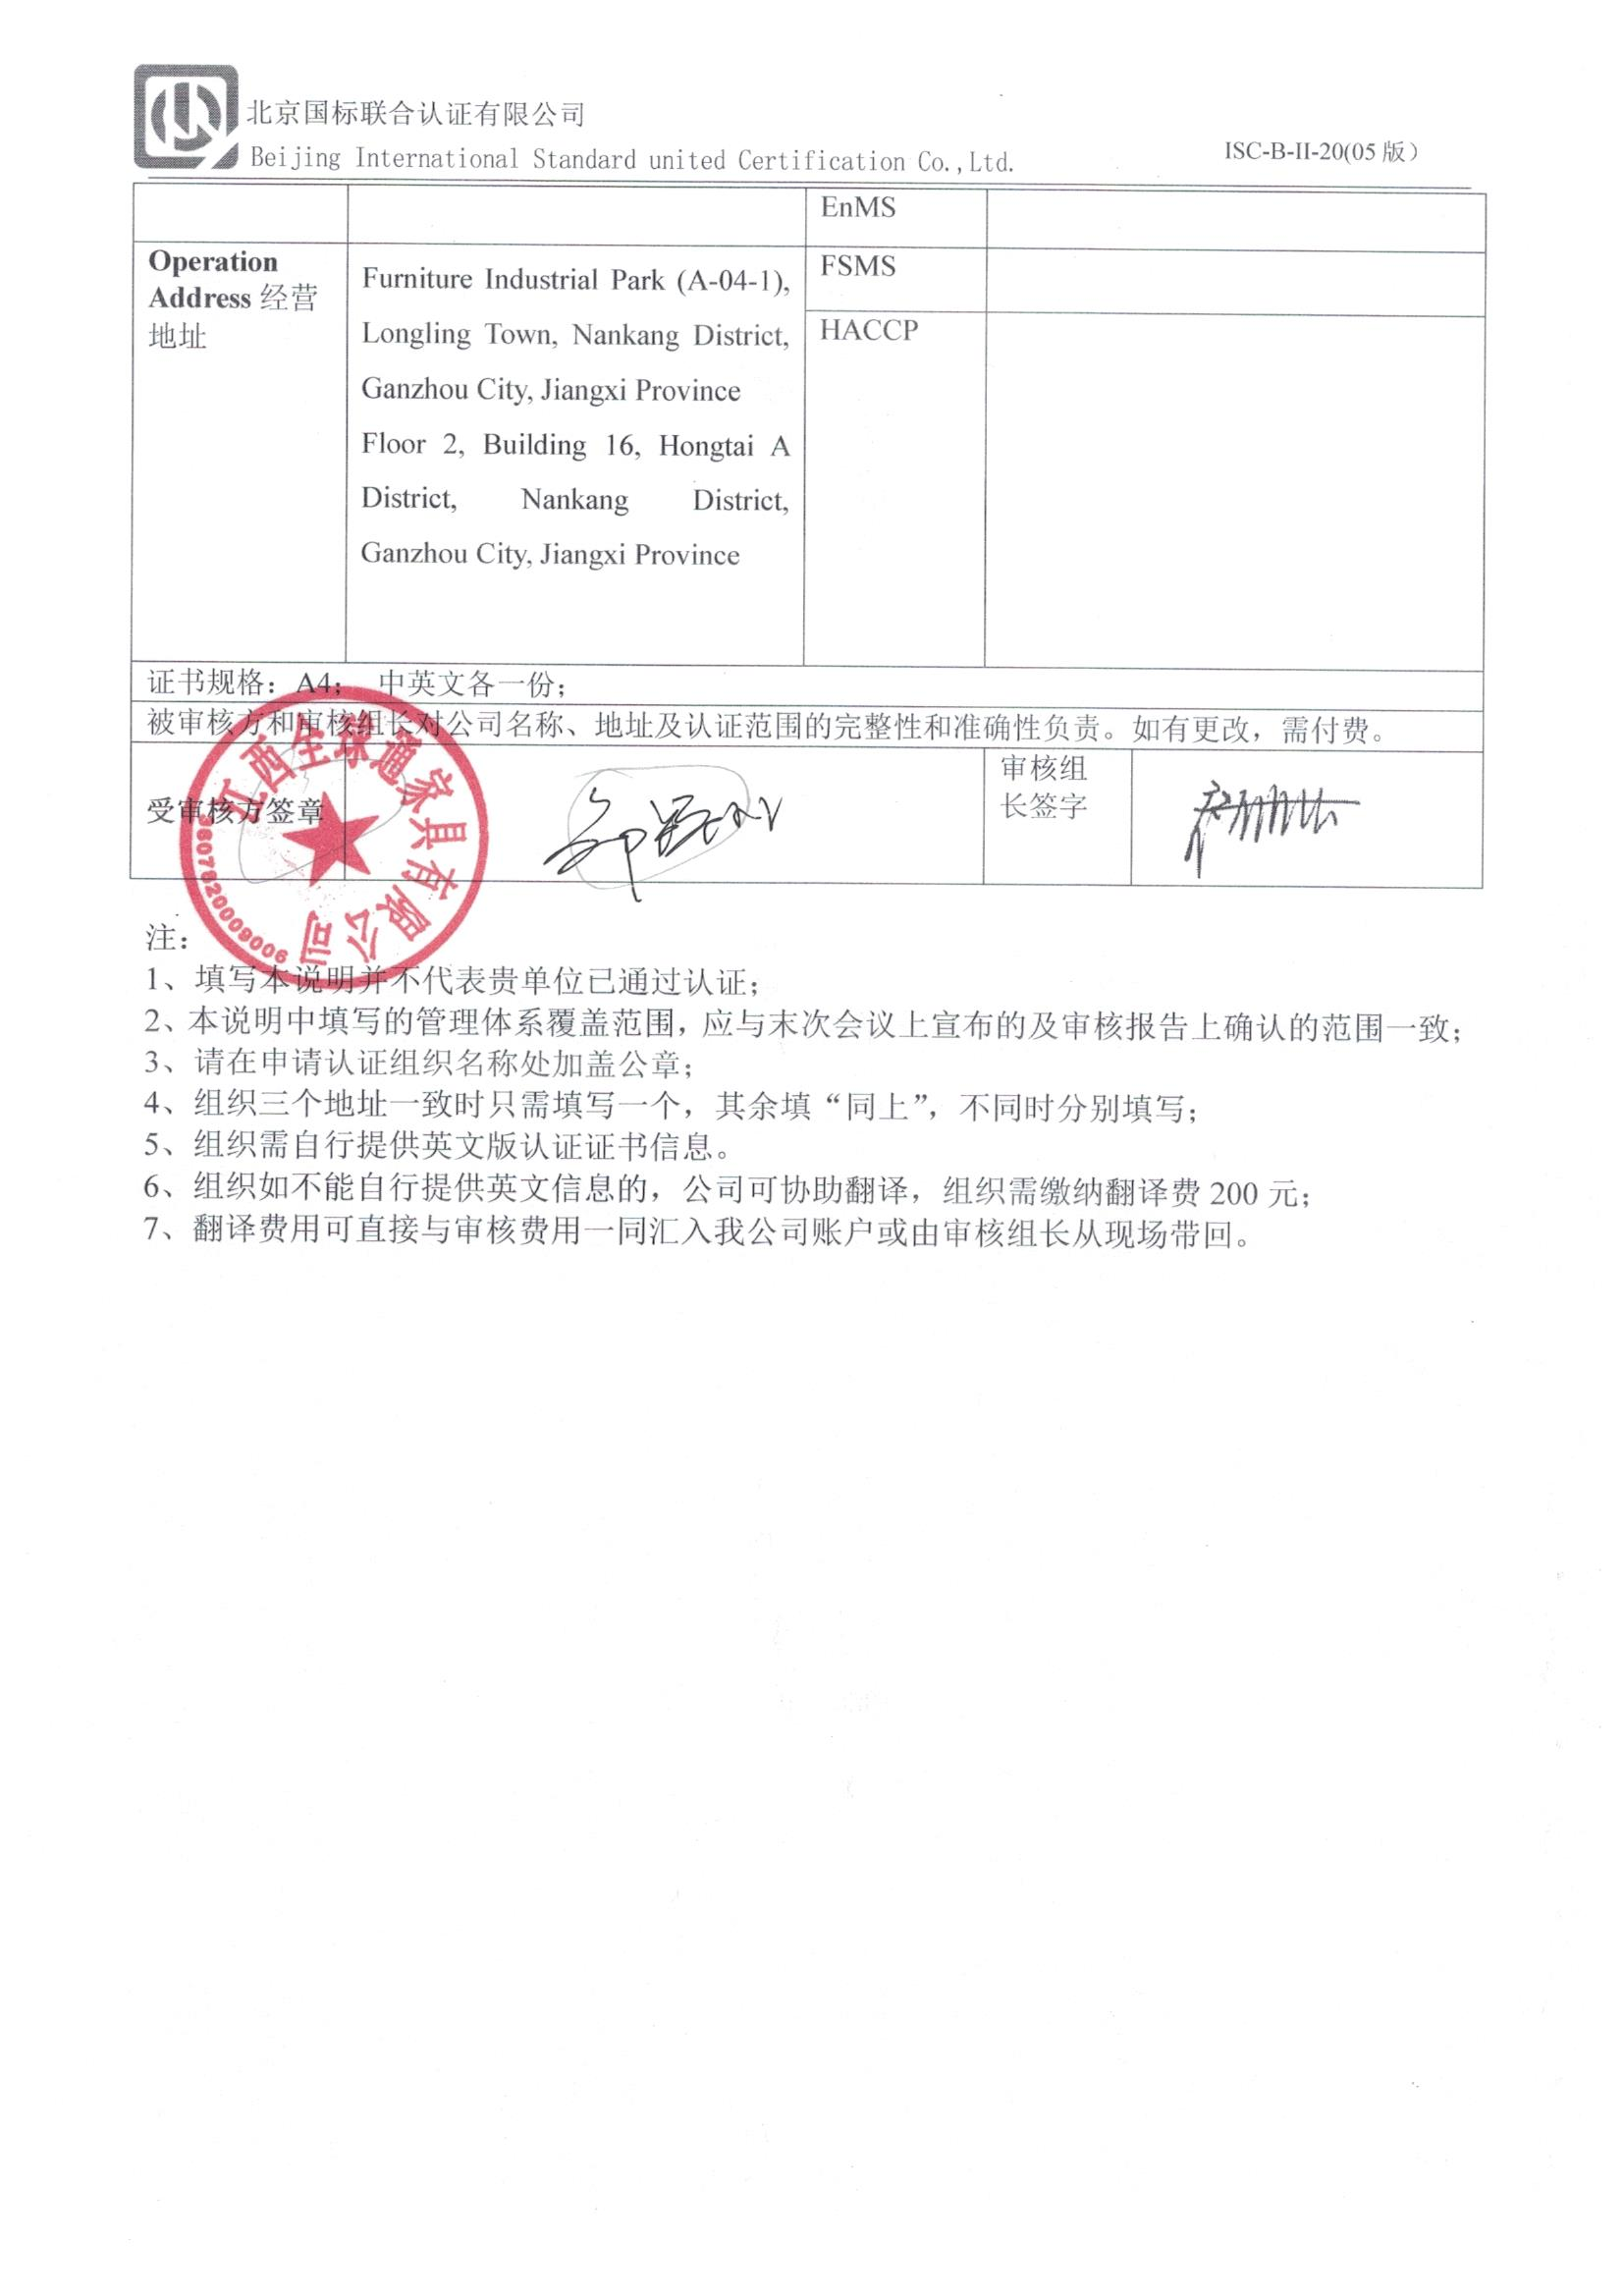 北京国标联合认证有限公司
Beijing International Standard united Certification Co.,Ltd.
ISC-B-II-20(05版）
EnMS
Operation
Address 经营
地址
Furniture Industrial Park (A-04-1),
Longling Town, Nankang District,
Ganzhou City, Jiangxi Province
Floor 2, Building 16, Hongtai A
District, Nankang District,
Ganzhou City, Jiangxi Province
FSMS
HACCP
证书规格：A4； 中英文各一份；
被审核方和审核组长对公司名称、地址及认证范围的完整性和准确性负责。如有更改，需付费。
受审核方签章
江西全球通家具有限公司
审核组
长签字
注：
1、填写本说明并不代表贵单位已通过认证；
2、本说明中填写的管理体系覆盖范围，应与末次会议上宣布的及审核报告上确认的范围一致；
3、请在申请认证组织名称处加盖公章；
4、组织三个地址一致时只需填写一个，其余填“同上”，不同时分别填写；
5、组织需自行提供英文版认证证书信息。
6、组织如不能自行提供英文信息的，公司可协助翻译，组织需缴纳翻译费 200 元；
7、翻译费用可直接与审核费用一同汇入我公司账户或由审核组长从现场带回。